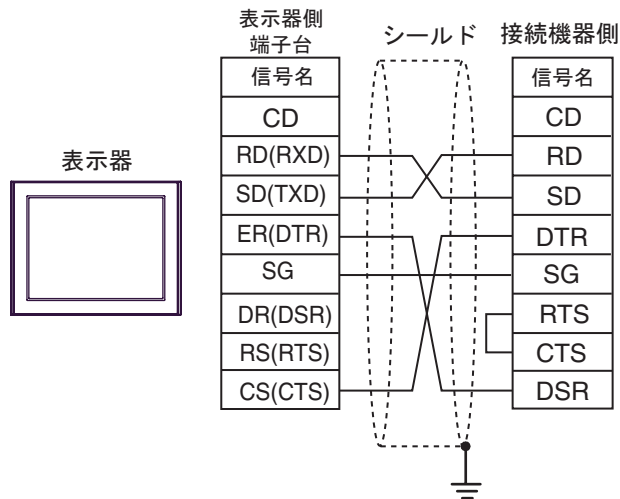 表示器側
端子台
シールド
接続機器側
信号名
信号名
CD
CD
RD(RXD)
RD
表示器
SD(TXD)
SD
ER(DTR)
DTR
SG
SG
DR(DSR)
RTS
RS(RTS)
CTS
CS(CTS)
DSR